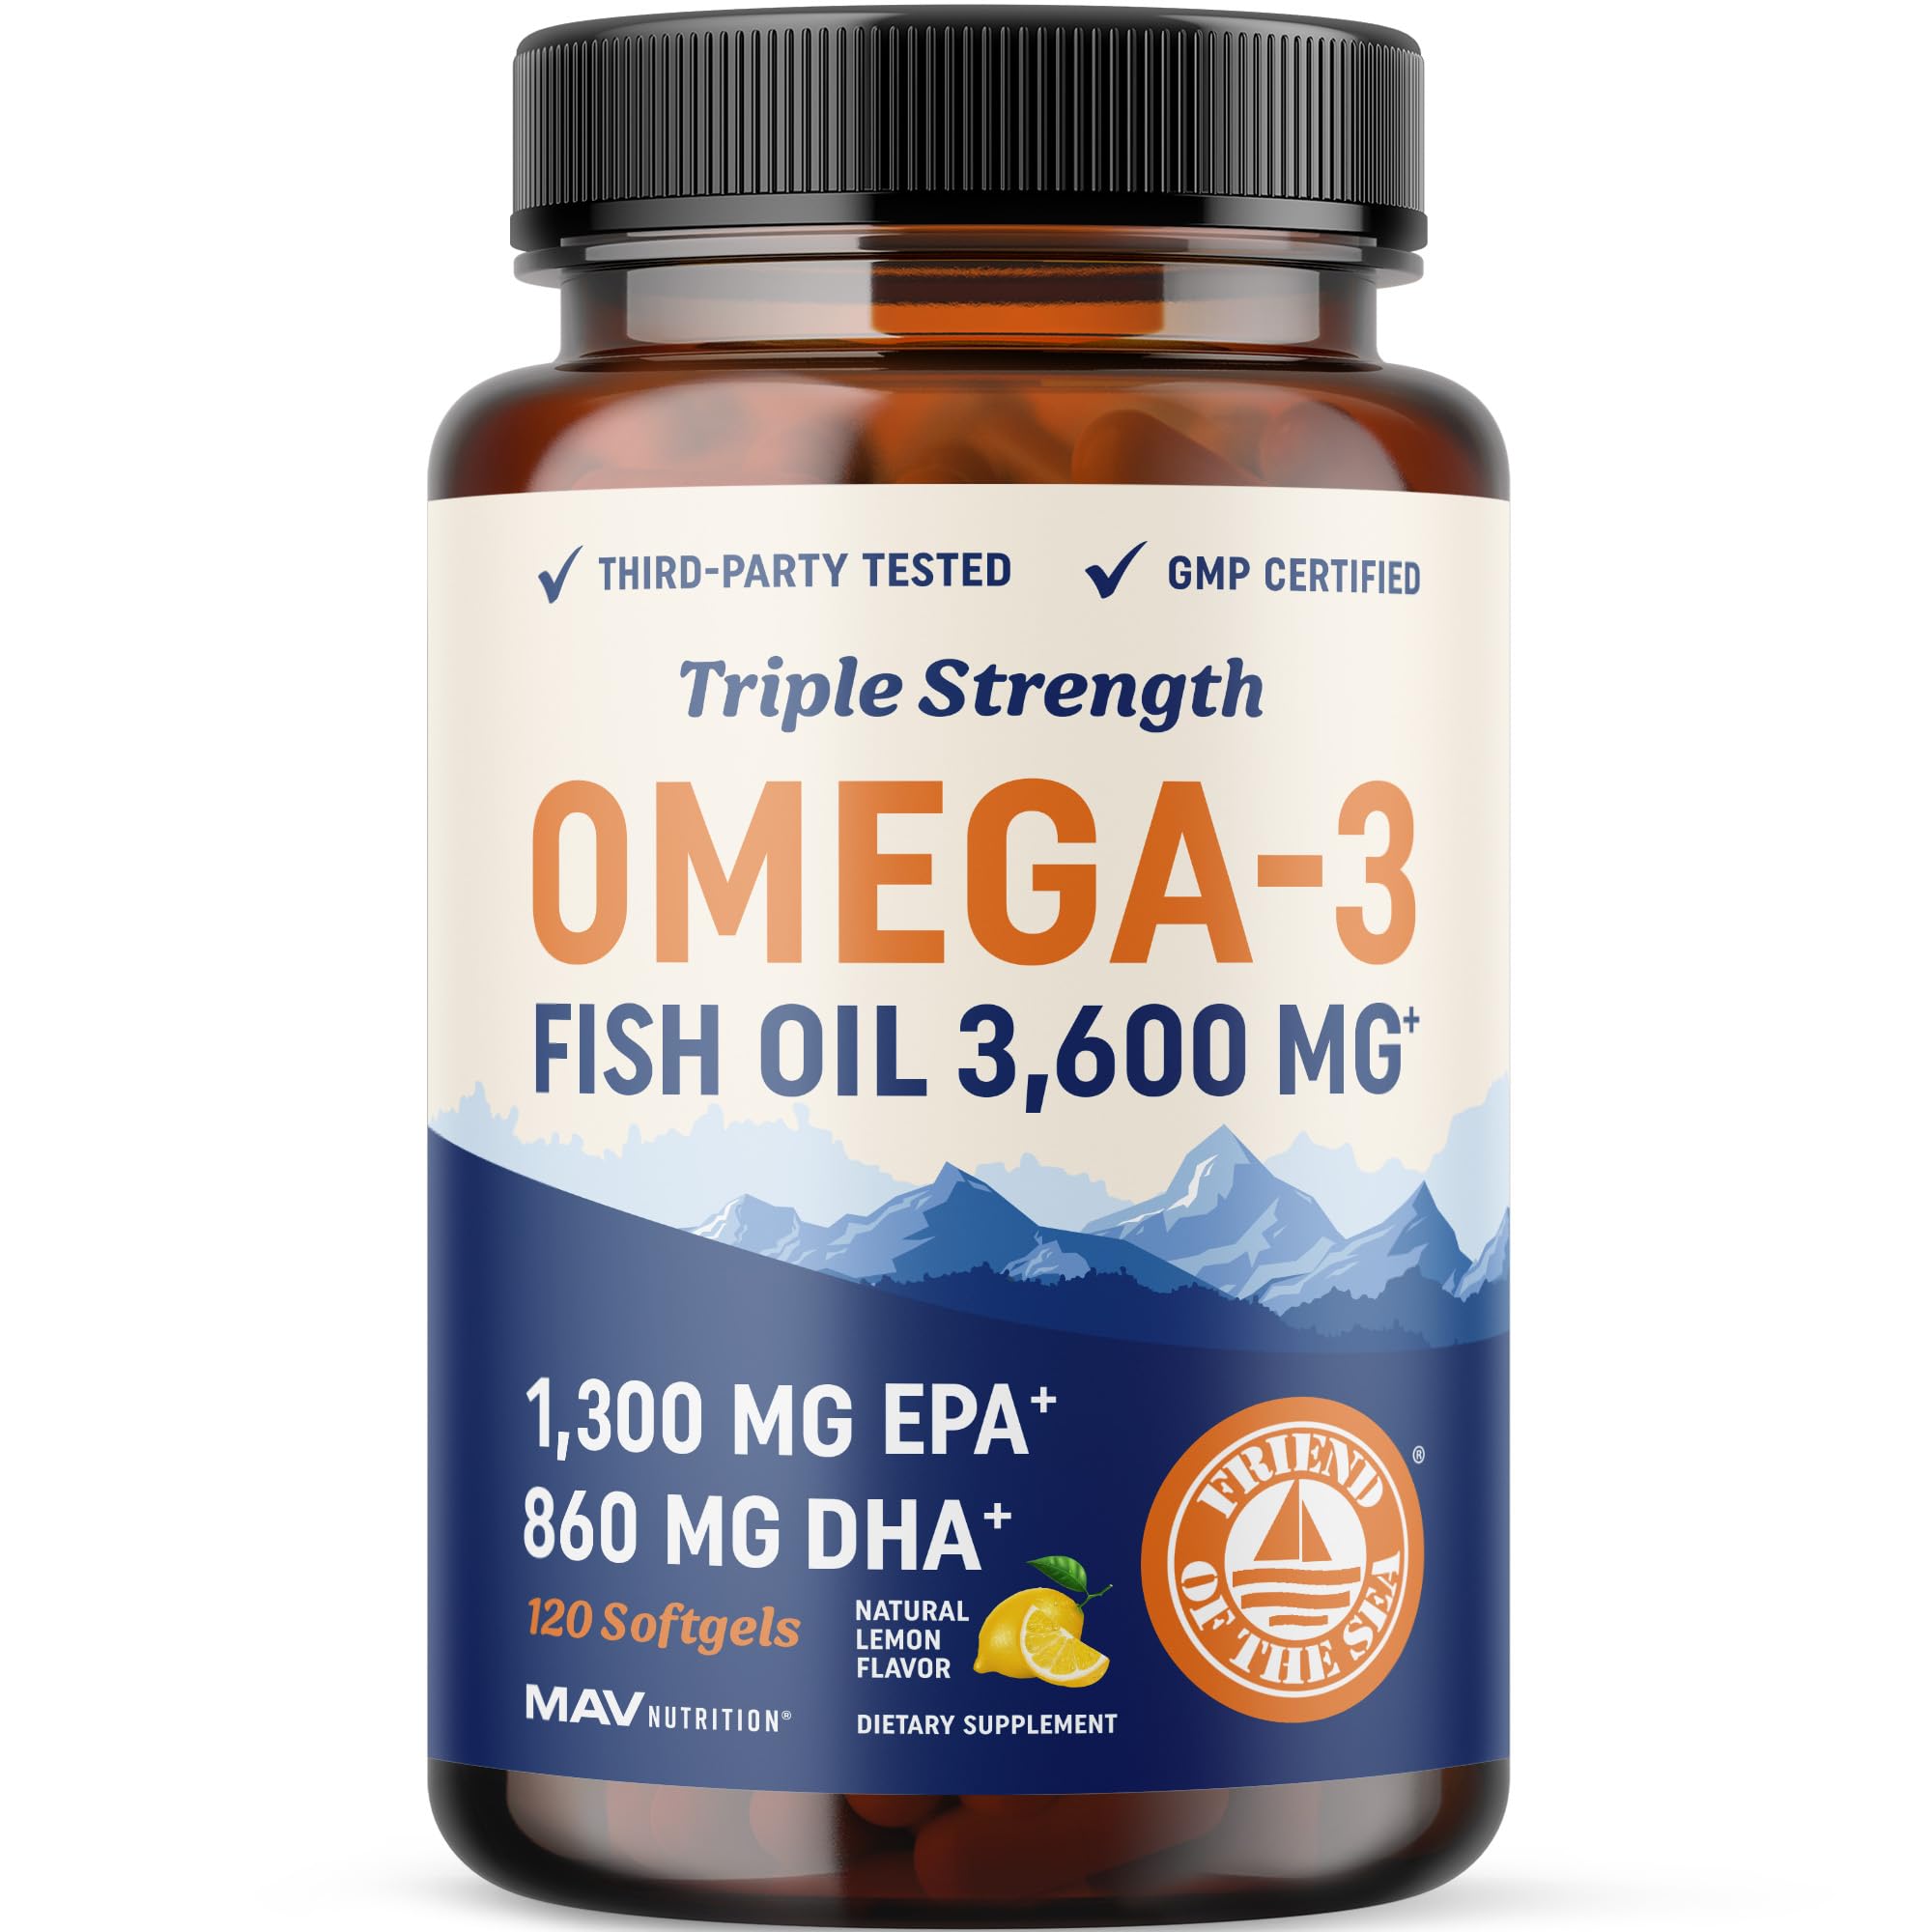 THIRD-PARTY TESTED GMP CERTIFIED
Triple Strength
OMEGA-3
FISH OIL 3,600 MG+
1,300 MG EPA+
860 MG DHA+
120 Softgels
NATURAL
LEMON
FLAVOR
MAV NUTRITION®
DIETARY SUPPLEMENT
FRIEND
OF THE SEA
®